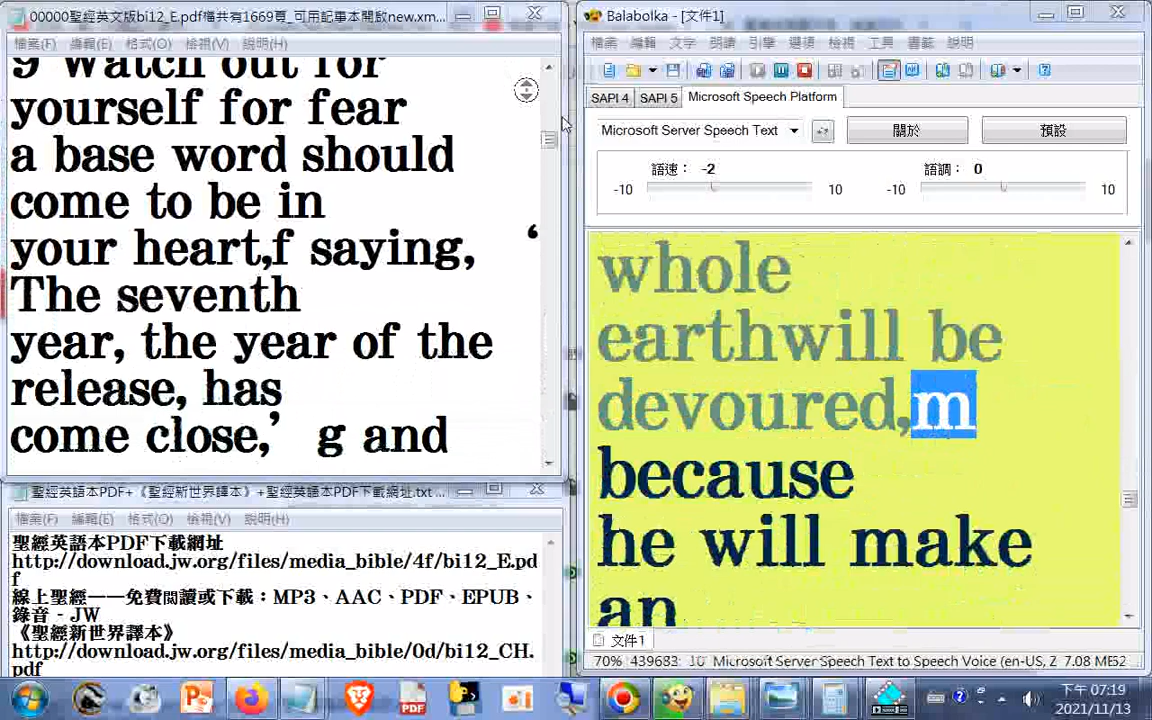 00000聖經英文版bi12_E.pdf檔共有1669頁_可用記事本開啟new.xm...
檔案(F) 編輯(E) 格式(O) 檢視(V) 說明(H)
9 Watch out for
yourself for fear
a base word should
come to be in
your heart,f saying, ‘
The seventh
year, the year of the
release, has
come close,’ g and
聖經英語本PDF+《聖經新世界譯本》+聖經英語本PDF下載網址.txt ...
檔案(F) 編輯(E) 格式(O) 檢視(V) 說明(H)
聖經英語本PDF下載網址
http://download.jw.org/files/media_bible/4f/bi12_E.pd
f
線上聖經——免費閱讀或下載：MP3、AAC、PDF、EPUB、
錄音 - JW
《聖經新世界譯本》
http://download.jw.org/files/media_bible/0d/bi12_CH.
pdf
Balabolka - [文件1]
檔案 編輯 文字 朗讀 引擎 選項 檢視 工具 書籤 說明
SAPI 4 SAPI 5 Microsoft Speech Platform
Microsoft Server Speech Text 關於 預設
語速： -2 語調： 0
-10 10 -10 10
whole
earthwill be
devoured,m
because
he will make
an
文件1
70% 439683: Microsoft Server Speech Text to Speech Voice (en-US, Z 7.08 ME52
下午 07:19
2021/11/13